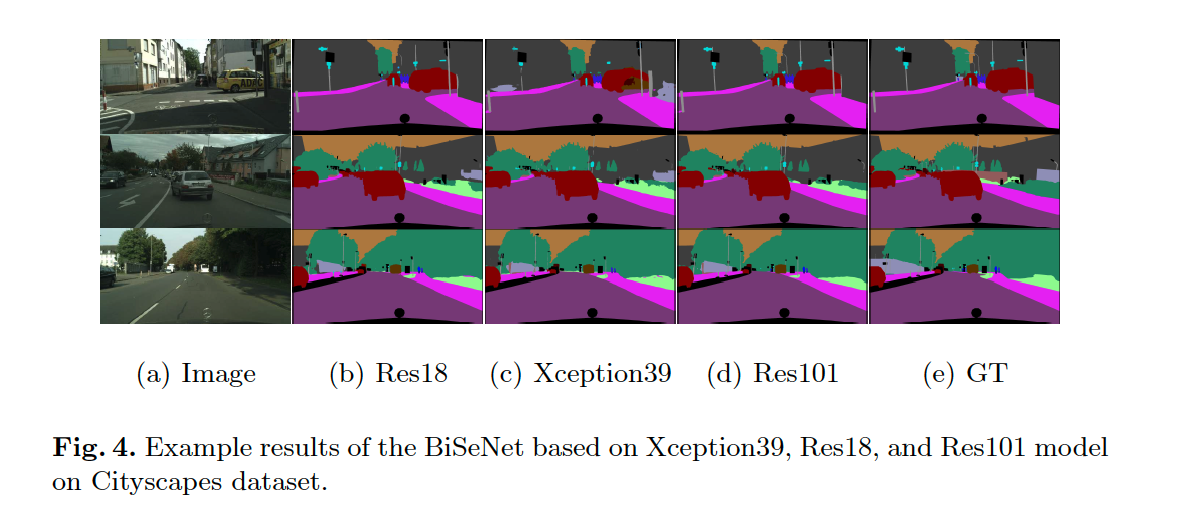 ADAC
(a) Image
(b) Res18
(c) Xception39
(d) Res101
(e) GT
Fig. 4. Example results of the BiSeNet based on Xception39, Res18, and Res101 model
on Cityscapes dataset.